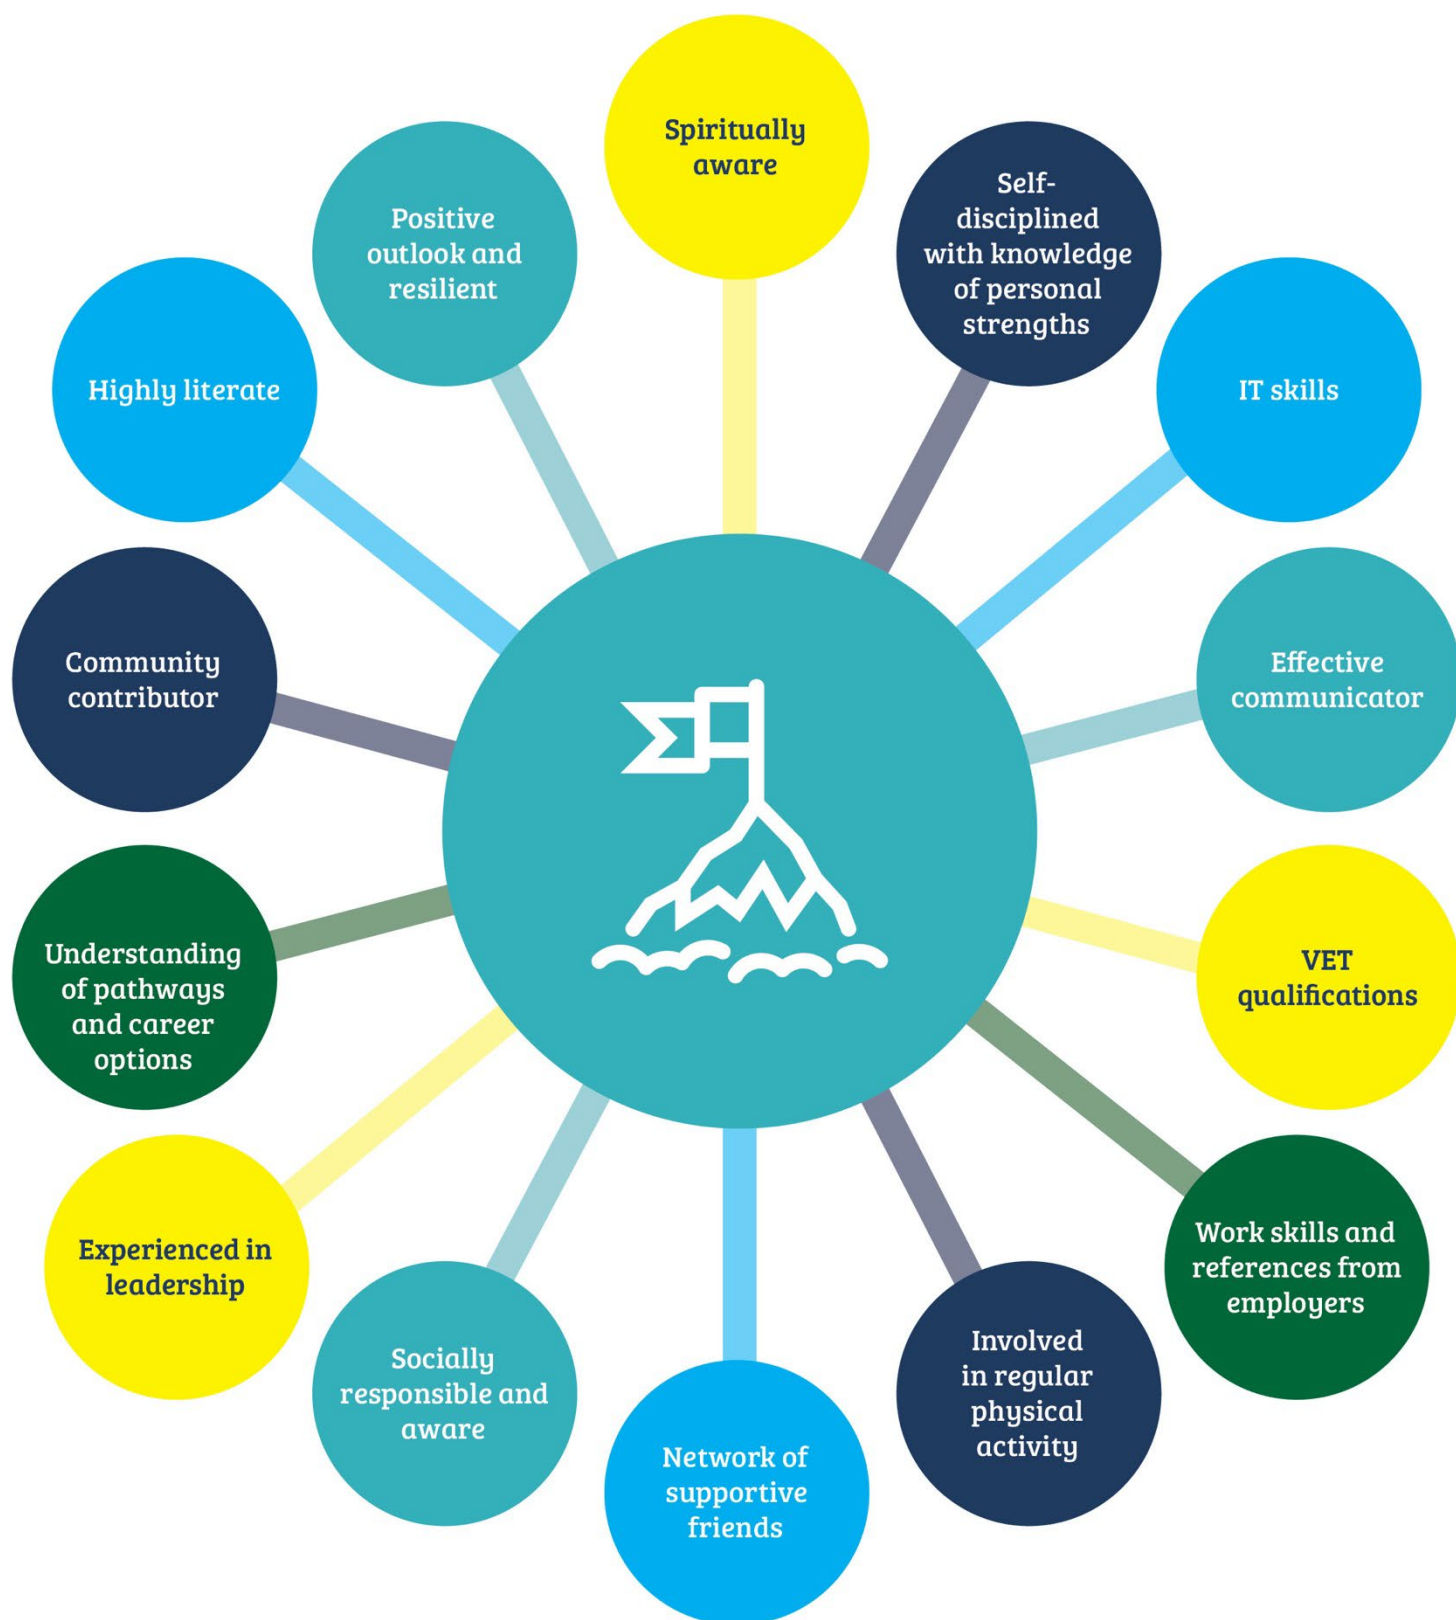 Spiritually
aware
Self-
disciplined
with knowledge
of personal
strengths
IT skills
Effective
communicator
VET
qualifications
Work skills and
references from
employers
Involved
in regular
physical
activity
Network of
supportive
friends
Socially
responsible and
aware
Experienced in
leadership
Understanding
of pathways
and career
options
Community
contributor
Highly literate
Positive
outlook and
resilient